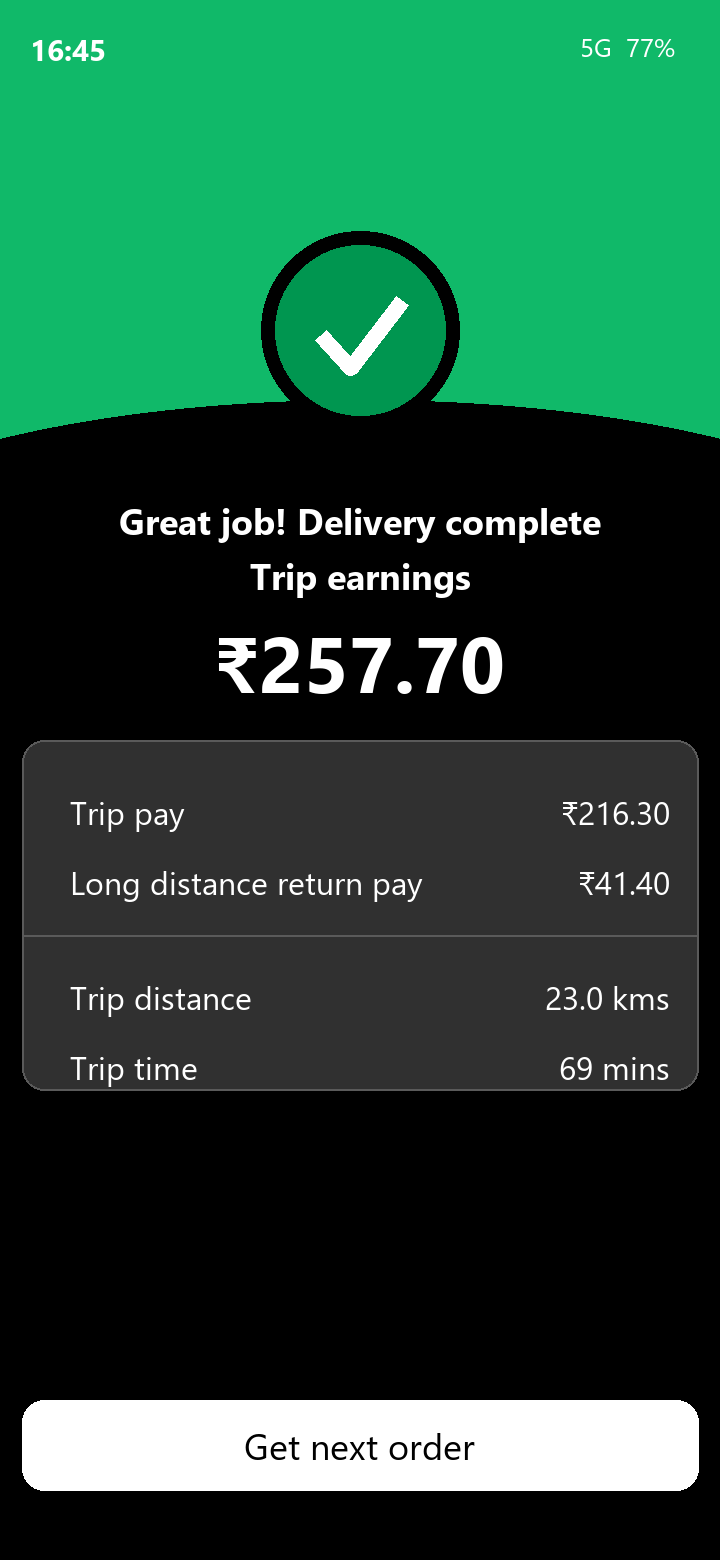 16:45 5G 77%
Great job! Delivery complete
Trip earnings
₹257.70
Trip pay ₹216.30
Long distance return pay ₹41.40
Trip distance 23.0 kms
Trip time 69 mins
Get next order